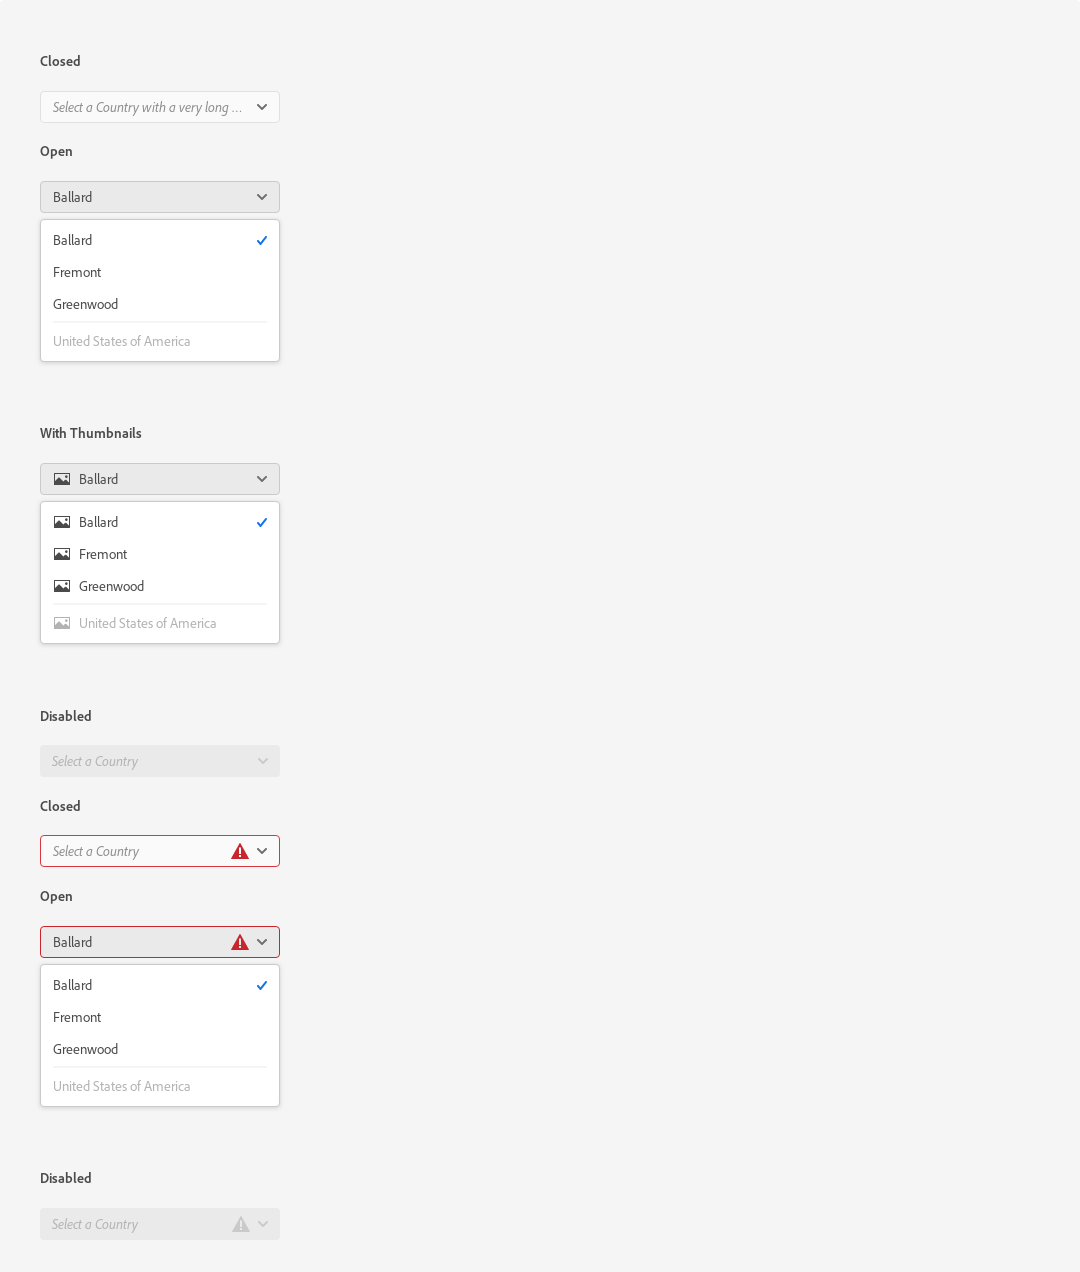 Closed
Select a Country with a very long ...
Open
Ballard
Ballard
Fremont
Greenwood
United States of America
With Thumbnails
Ballard
Ballard
Fremont
Greenwood
United States of America
Disabled
Select a Country
Closed
Select a Country
Open
Ballard
Ballard
Fremont
Greenwood
United States of America
Disabled
Select a Country